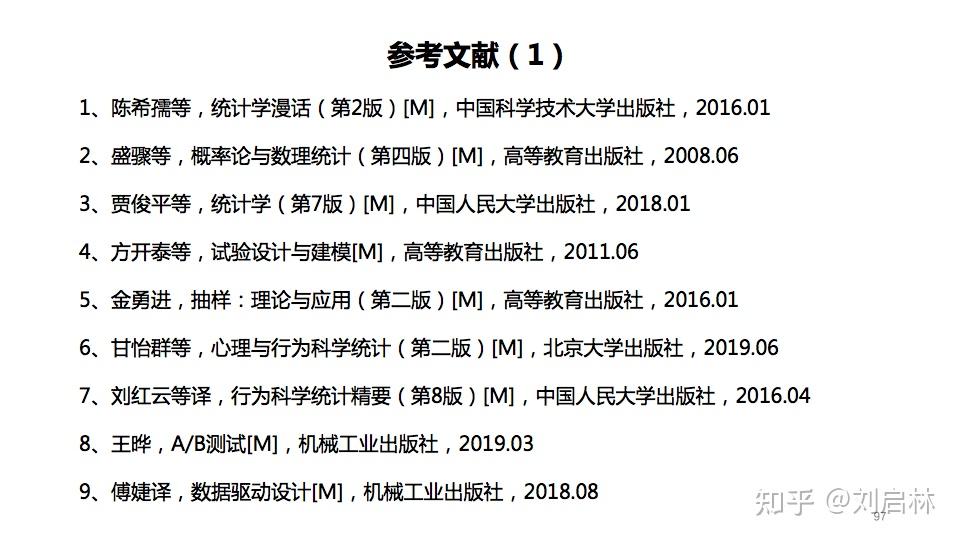 参考文献（1）
1、陈希孺等，统计学漫话（第2版）[M]，中国科学技术大学出版社，2016.01
2、盛骤等，概率论与数理统计（第四版）[M]，高等教育出版社，2008.06
3、贾俊平等，统计学（第7版）[M]，中国人民大学出版社，2018.01
4、方开泰等，试验设计与建模[M]，高等教育出版社，2011.06
5、金勇进，抽样：理论与应用（第二版）[M]，高等教育出版社，2016.01
6、甘怡群等，心理与行为科学统计（第二版）[M]，北京大学出版社，2019.06
7、刘红云等译，行为科学统计精要（第8版）[M]，中国人民大学出版社，2016.04
8、王晔，A/B测试[M]，机械工业出版社，2019.03
9、傅婕译，数据驱动设计[M]，机械工业出版社，2018.08
知乎 @刘启林
97